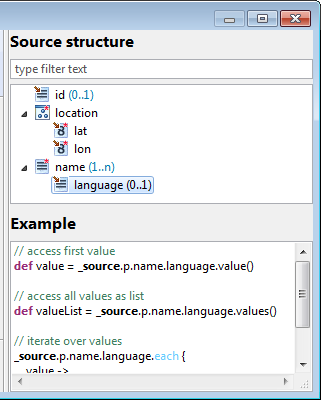 Source structure
type filter text
id (0..1)
location
lat
lon
name (1..n)
language (0..1)
Example
// access first value
def value = _source.p.name.language.value()
// access all values as list
def valueList = _source.p.name.language.values()
// iterate over values
_source.p.name.language.each {
value ->